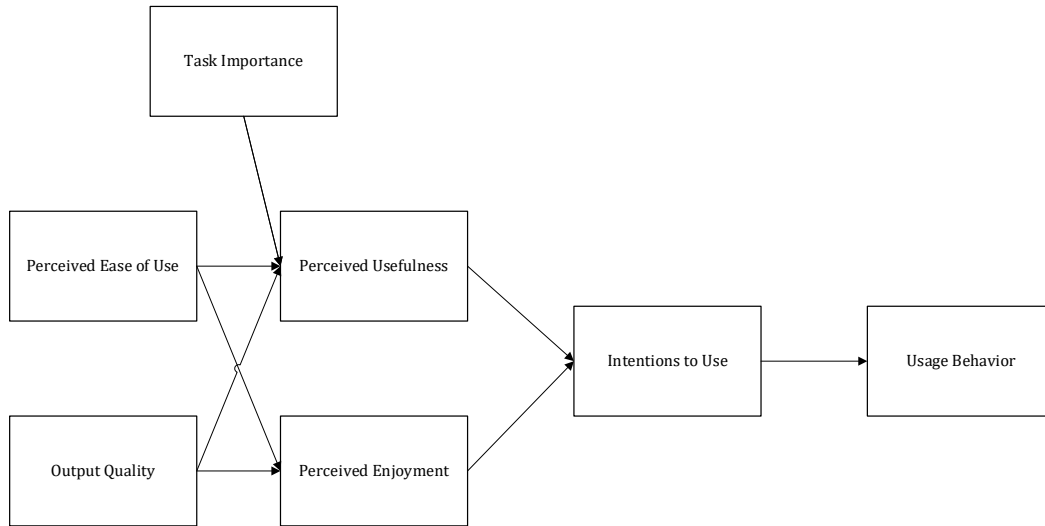 Task Importance
Perceived Ease of Use
Perceived Usefulness
Intentions to Use
Usage Behavior
Output Quality
Perceived Enjoyment